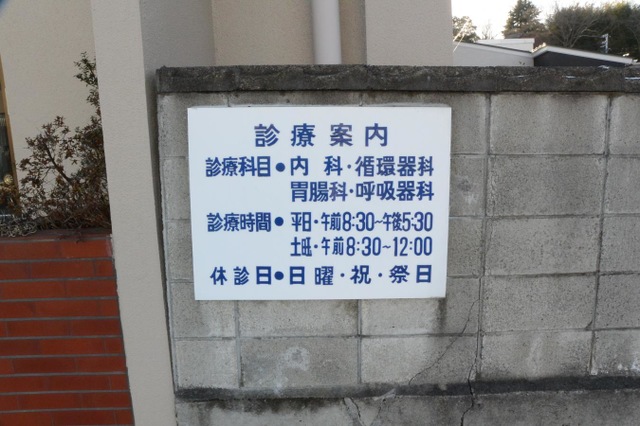 診療案内
診療科目●内科・循環器科
胃腸科・呼吸器科
診療時間●平日・午前8:30~午後5:30
土旺・午前8:30~12:00
休診日●日曜・祝・祭日